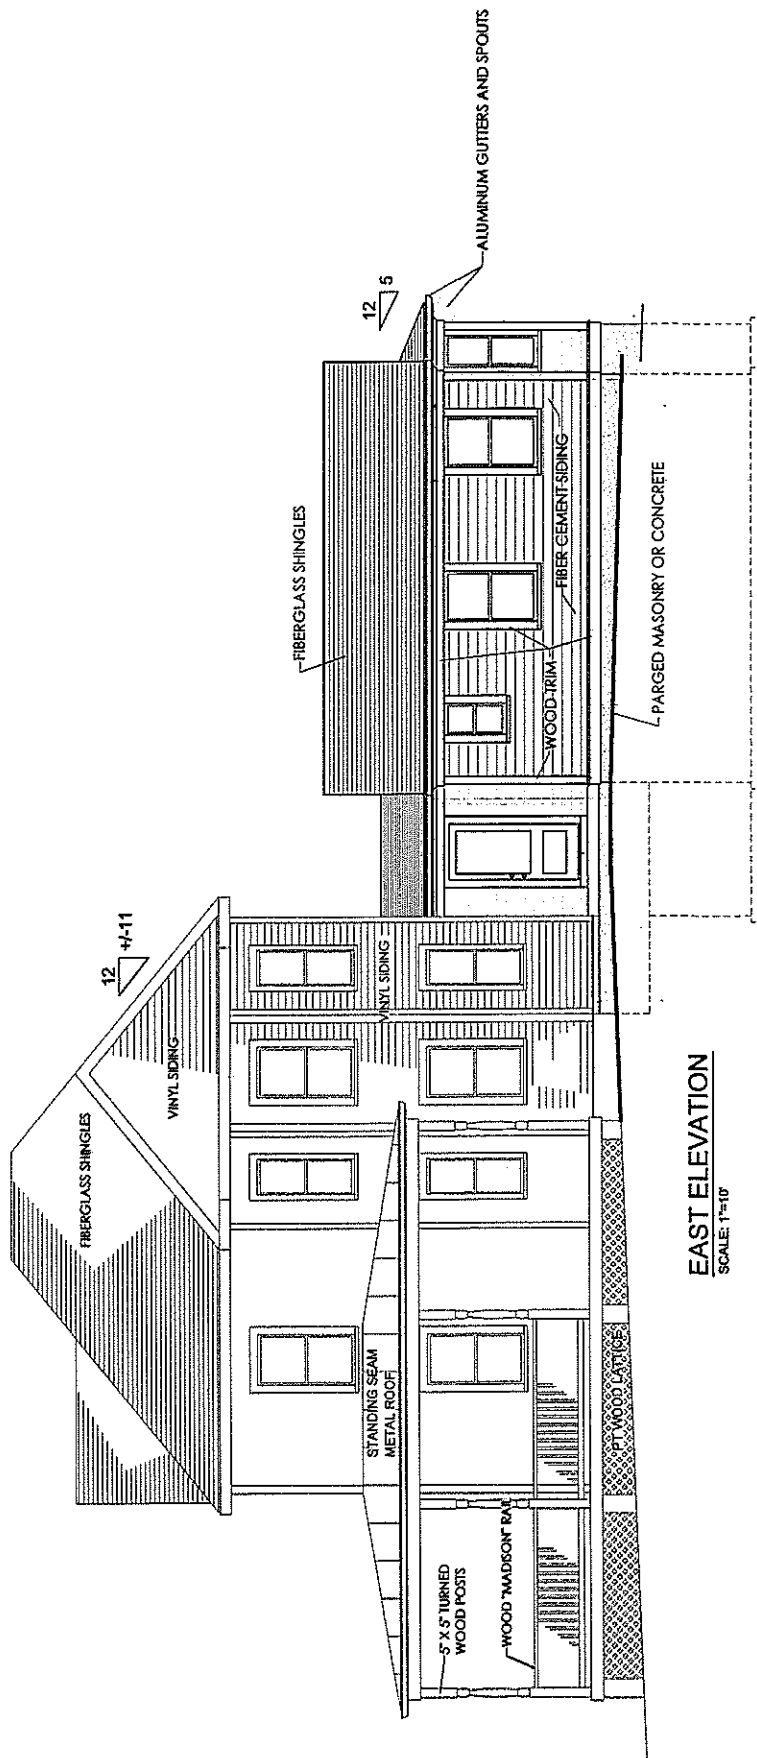 FIBERGLASS SHINGLES
12
+/-11
VINYL SIDING
VINYL SIDING
STANDING SEAM
METAL ROOF
5" X 5" TURNED
WOOD POSTS
WOOD "MADISON" RAIL
PT WOOD LATTICE
FIBERGLASS SHINGLES
12
5
ALUMINUM GUTTERS AND SPOUTS
WOOD TRIM
FIBER CEMENT SIDING
PARGED MASONRY OR CONCRETE
EAST ELEVATION
SCALE: 1"=10'